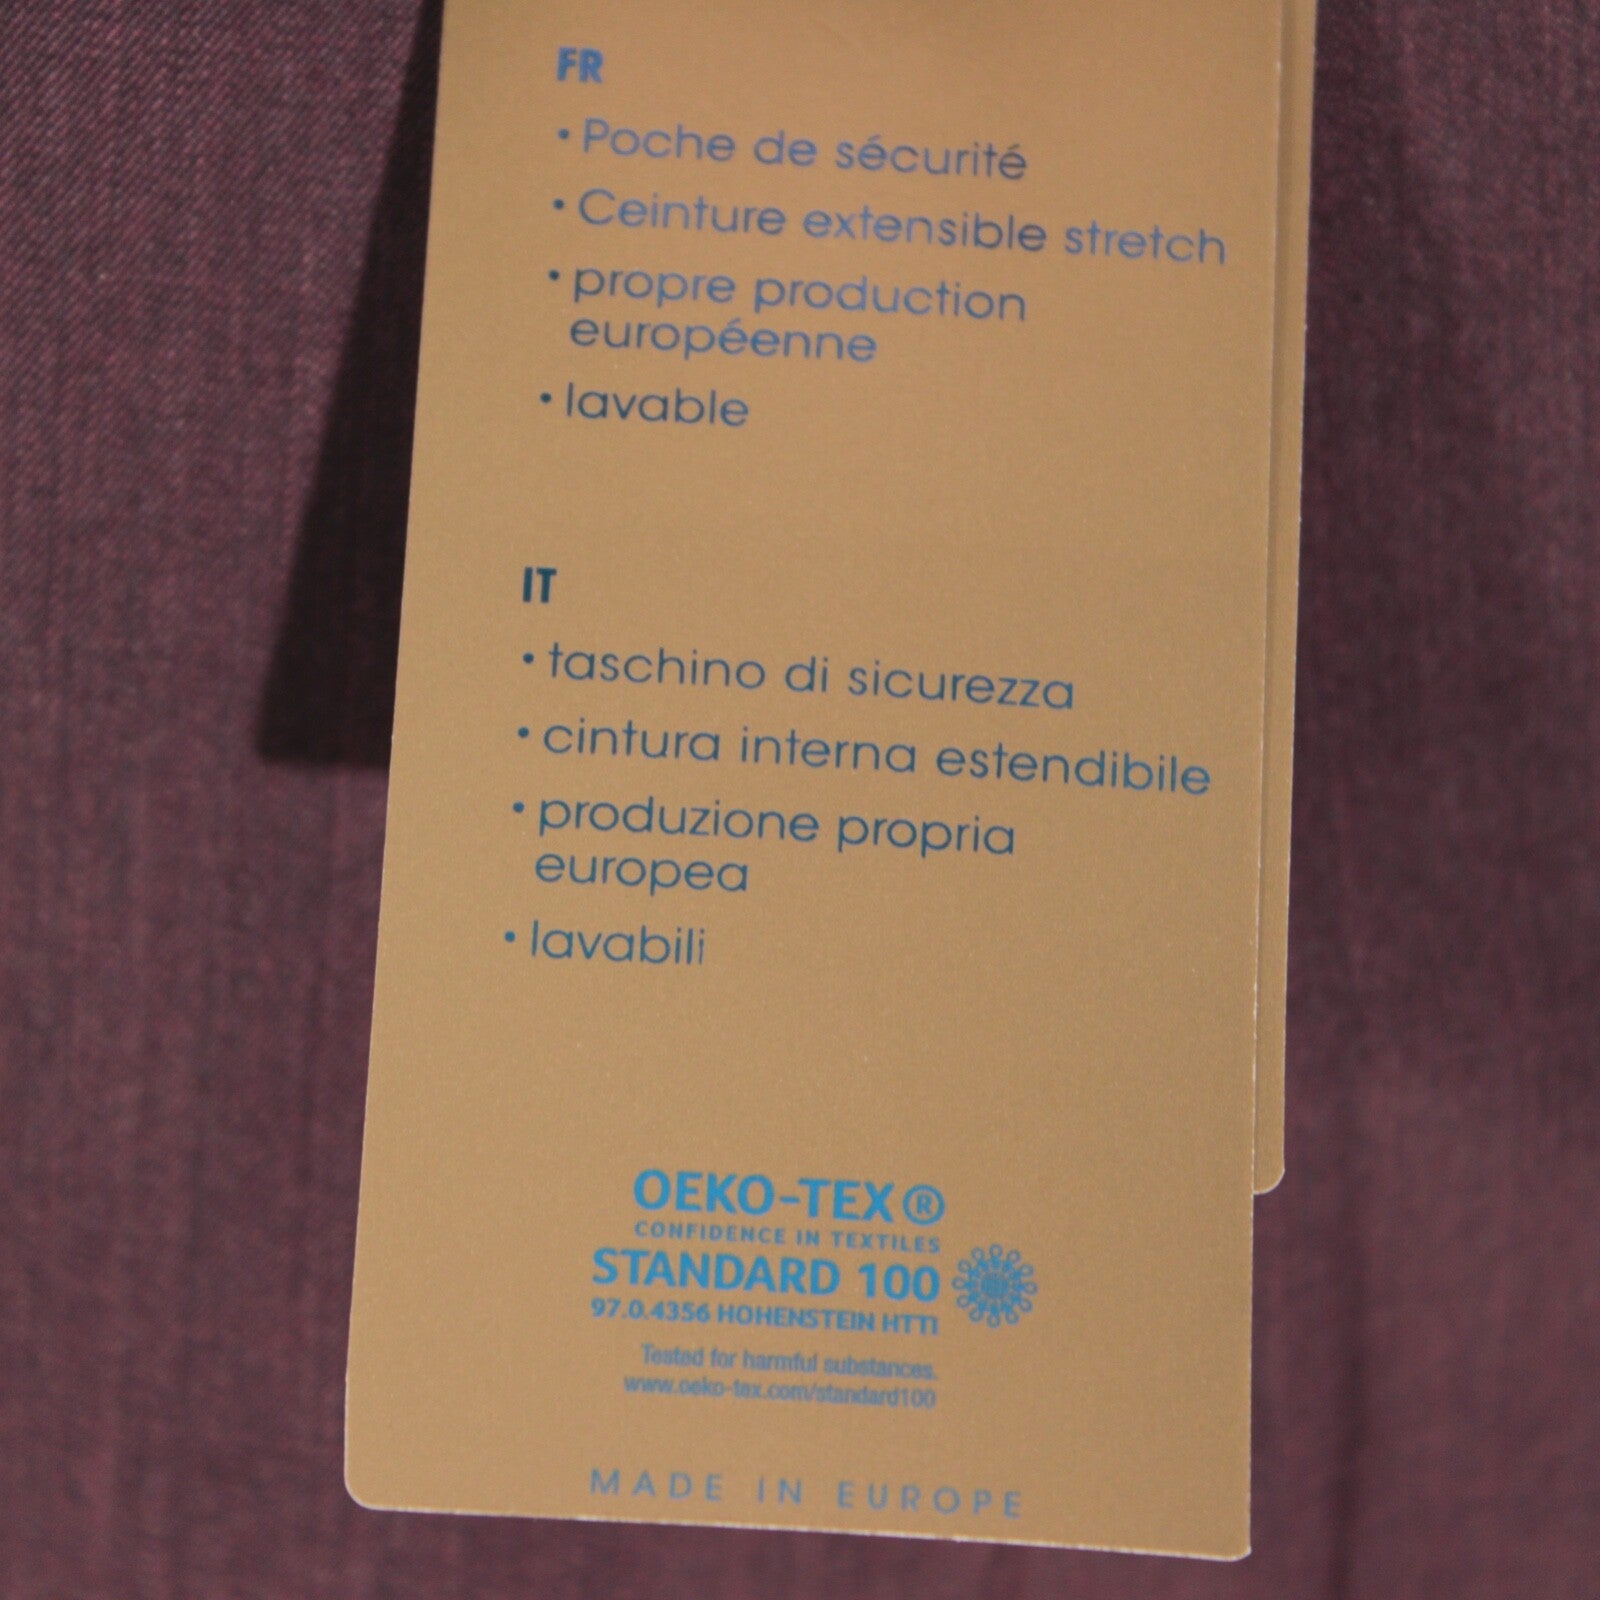 FR
• Poche de sécurité
• Ceinture extensible stretch
• propre production
européenne
• lavable
IT
• taschino di sicurezza
• cintura interna estendibile
• produzione propria
europea
• lavabili
OEKO-TEX®
CONFIDENCE IN TEXTILES
STANDARD 100
97.0.4356 HOHENSTEIN HTTI
Tested for harmful substances.
www.oeko-tex.com/standard100
MADE IN EUROPE